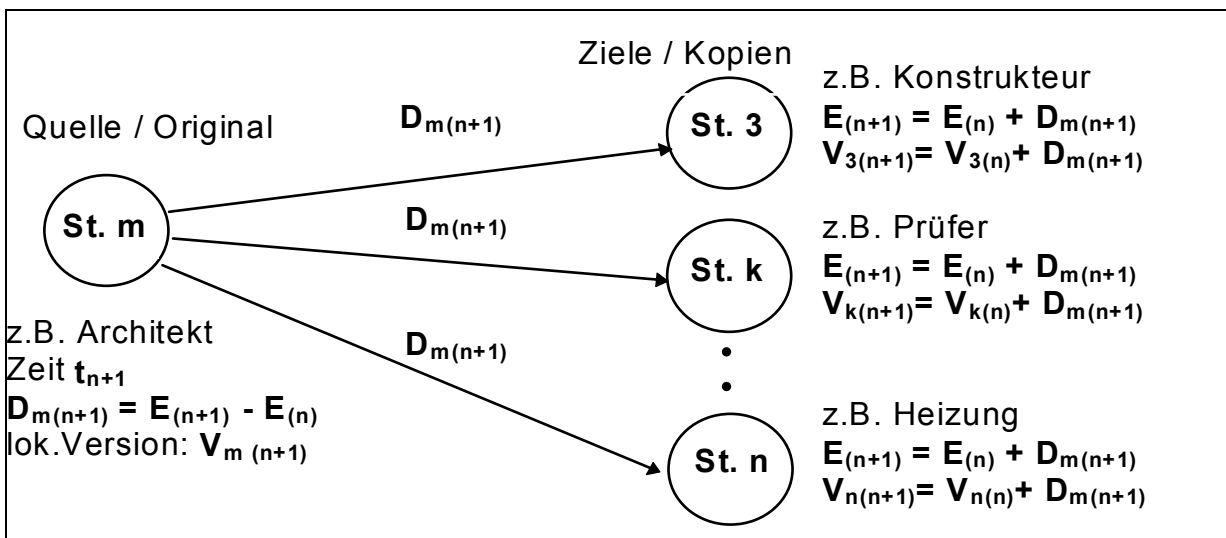 Ziele / Kopien
Quelle / Original
St. m
z.B. Architekt
Zeit tn+1
Dm(n+1) = E(n+1) - E(n)
lok.Version: Vm (n+1)
Dm(n+1)
Dm(n+1)
Dm(n+1)
St. 3
z.B. Konstrukteur
E(n+1) = E(n) + Dm(n+1)
V3(n+1)= V3(n)+ Dm(n+1)
St. k
z.B. Prüfer
E(n+1) = E(n) + Dm(n+1)
Vk(n+1)= Vk(n)+ Dm(n+1)
St. n
z.B. Heizung
E(n+1) = E(n) + Dm(n+1)
Vn(n+1)= Vn(n)+ Dm(n+1)